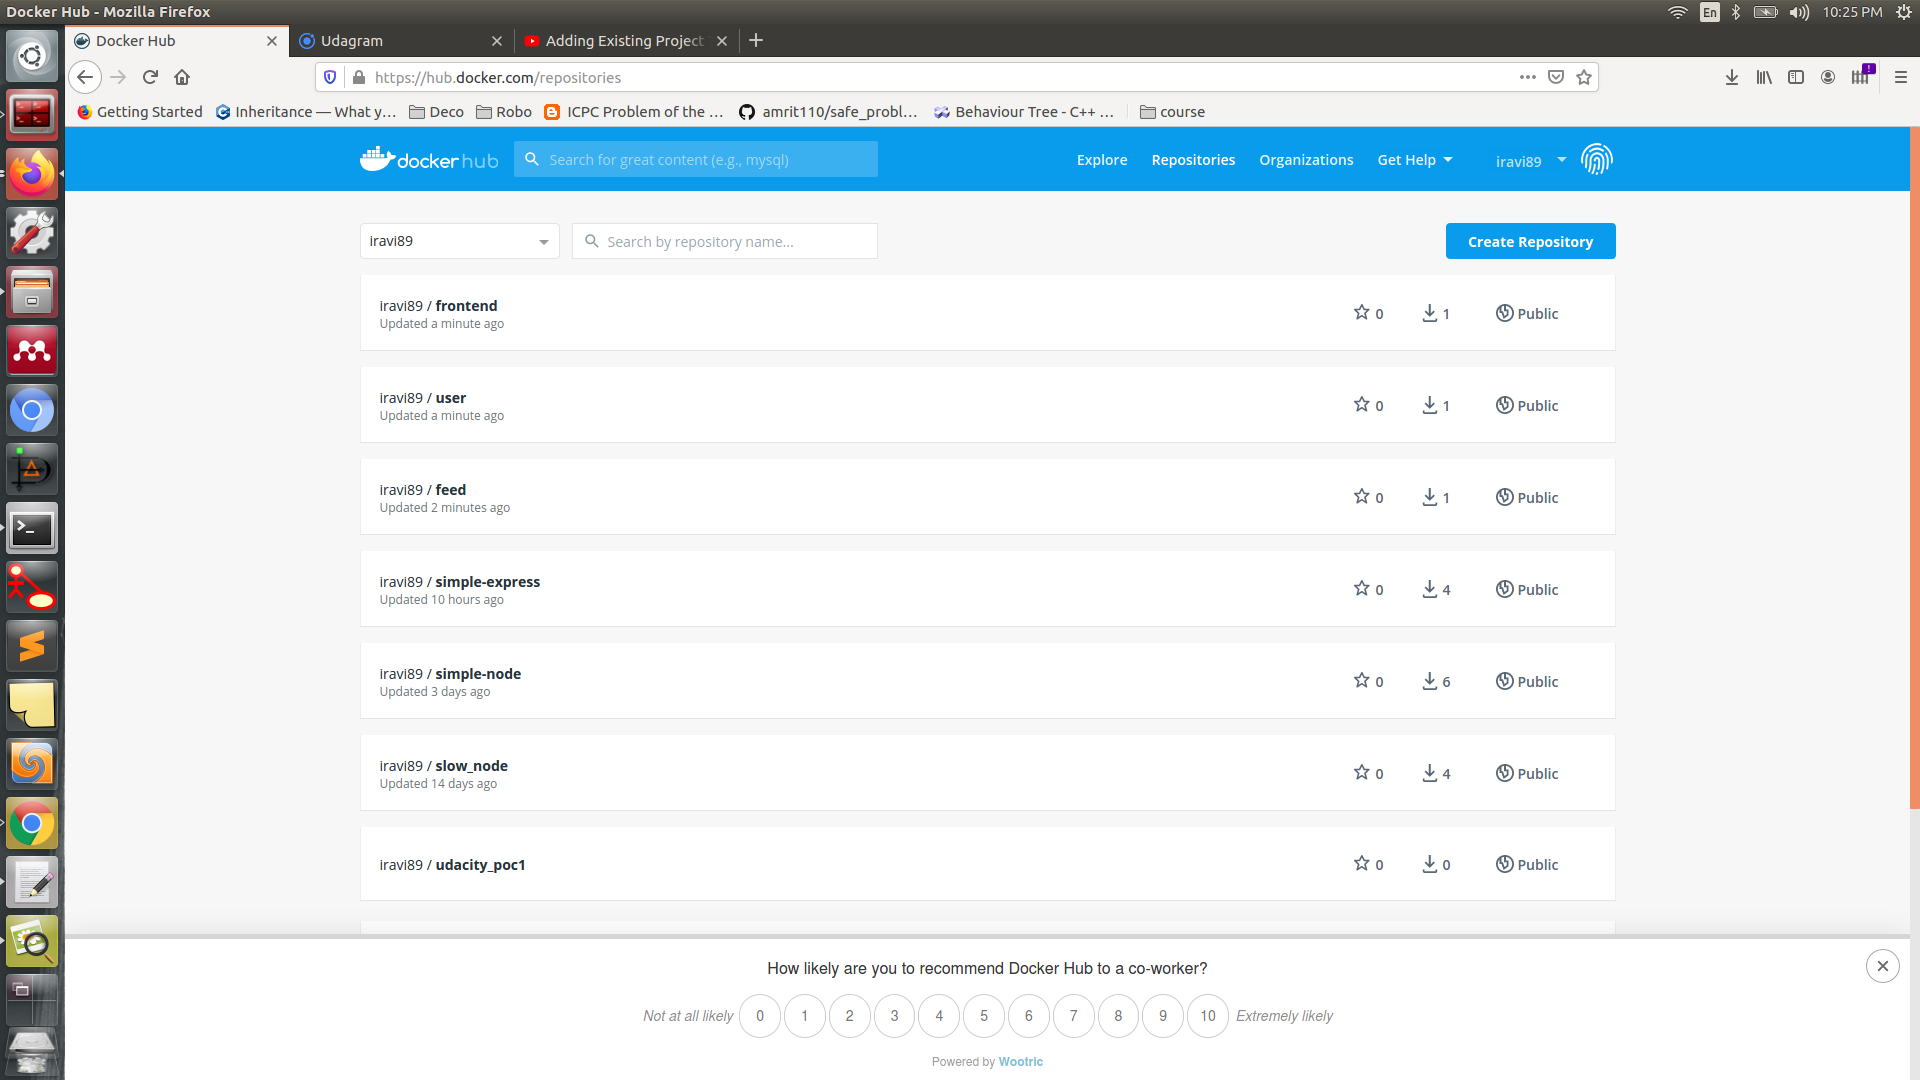 Docker Hub - Mozilla Firefox
En
10:25 PM
Docker Hub
Udagram
Adding Existing Project
https://hub.docker.com/repositories
Getting Started
Inheritance — What y…
Deco
Robo
ICPC Problem of the …
amrit110/safe_probl…
Behaviour Tree - C++ …
course
docker hub
Search for great content (e.g., mysql)
Explore
Repositories
Organizations
Get Help
iravi89
iravi89
Search by repository name...
Create Repository
iravi89 / frontend
Updated a minute ago
0
1
Public
iravi89 / user
Updated a minute ago
0
1
Public
iravi89 / feed
Updated 2 minutes ago
0
1
Public
iravi89 / simple-express
Updated 10 hours ago
0
4
Public
iravi89 / simple-node
Updated 3 days ago
0
6
Public
iravi89 / slow_node
Updated 14 days ago
0
4
Public
iravi89 / udacity_poc1
0
0
Public
How likely are you to recommend Docker Hub to a co-worker?
Not at all likely 0 1 2 3 4 5 6 7 8 9 10 Extremely likely
Powered by Wootric